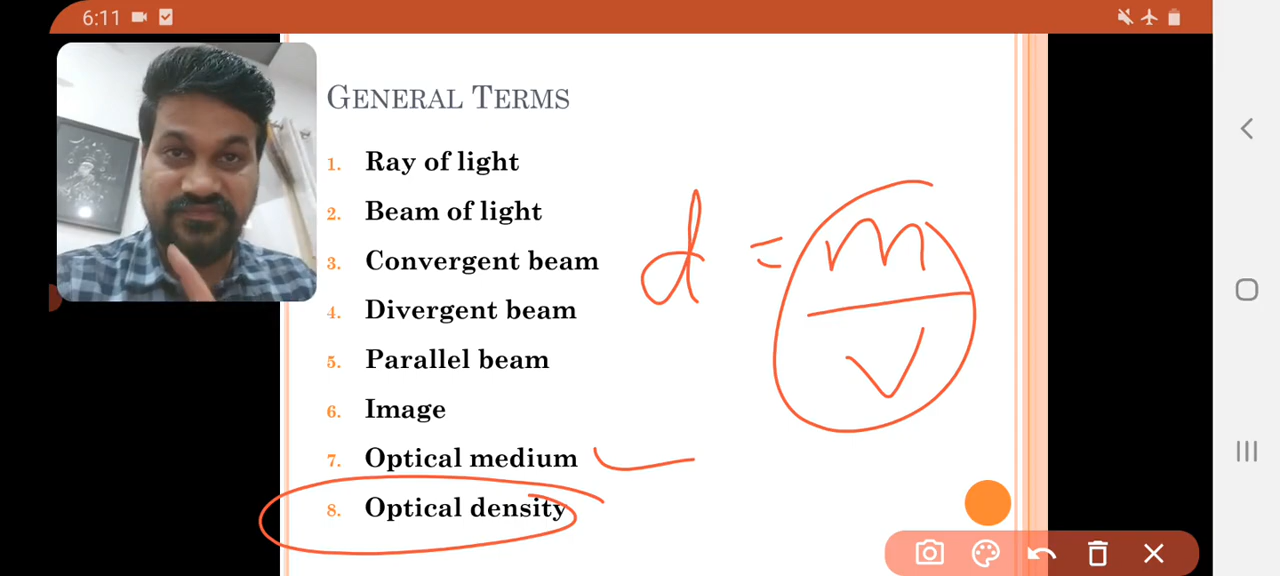 6:11
GENERAL TERMS
1. Ray of light
2. Beam of light
3. Convergent beam
4. Divergent beam
5. Parallel beam
6. Image
7. Optical medium
8. Optical density
d = m
V